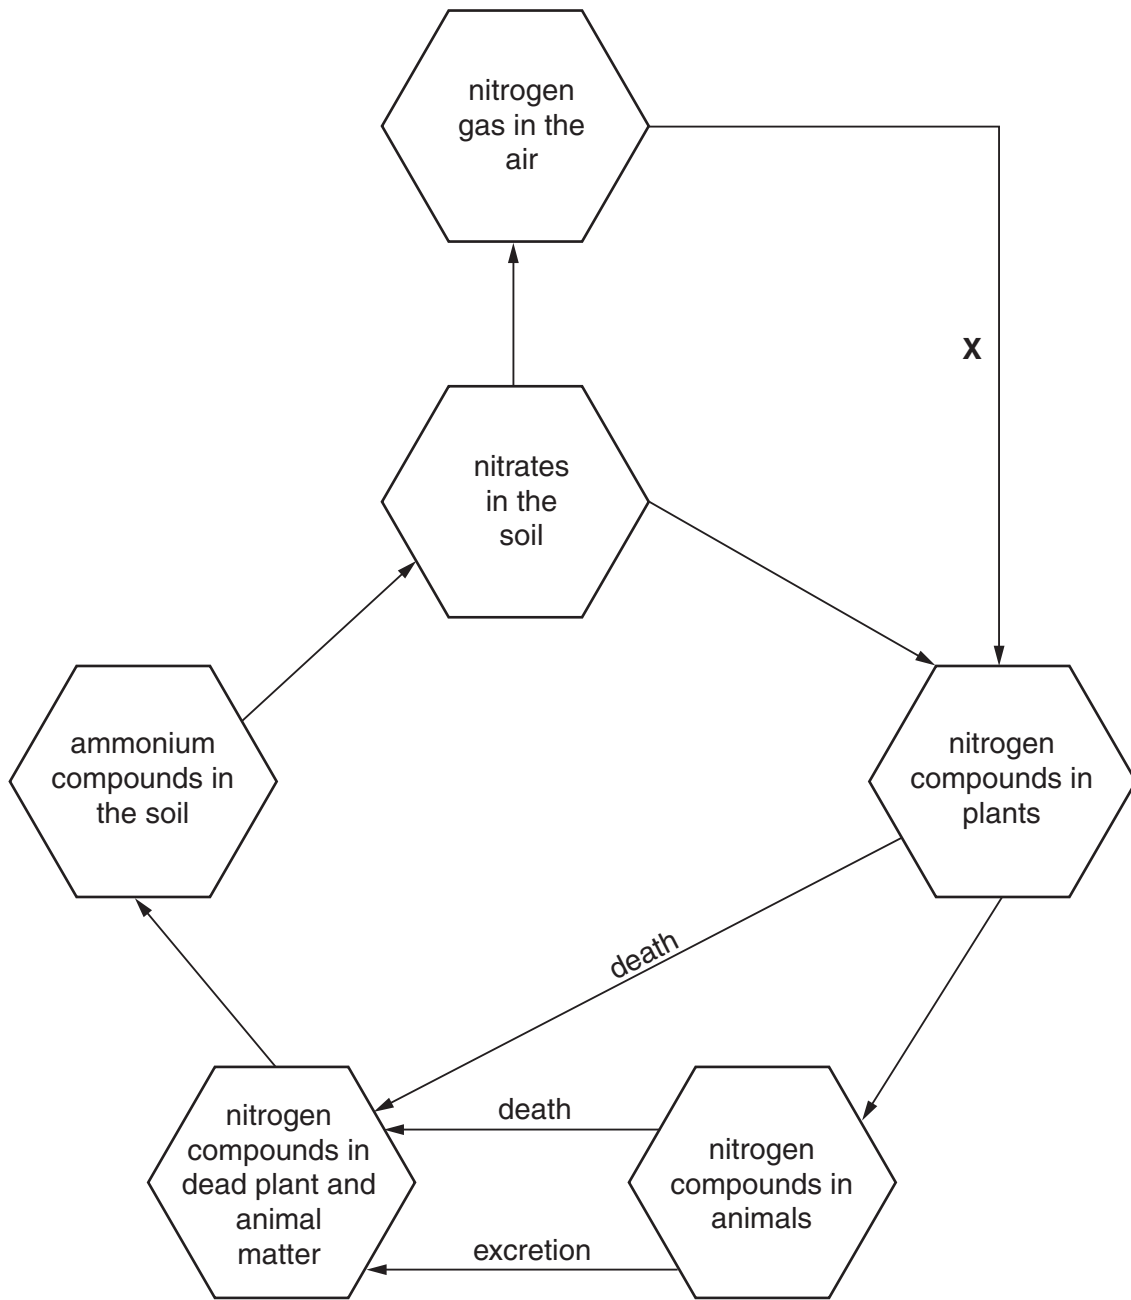 nitrogen
gas in the
air
X
nitrates
in the
soil
ammonium
compounds in
the soil
nitrogen
compounds in
plants
death
nitrogen
compounds in
dead plant and
animal
matter
death
excretion
nitrogen
compounds in
animals